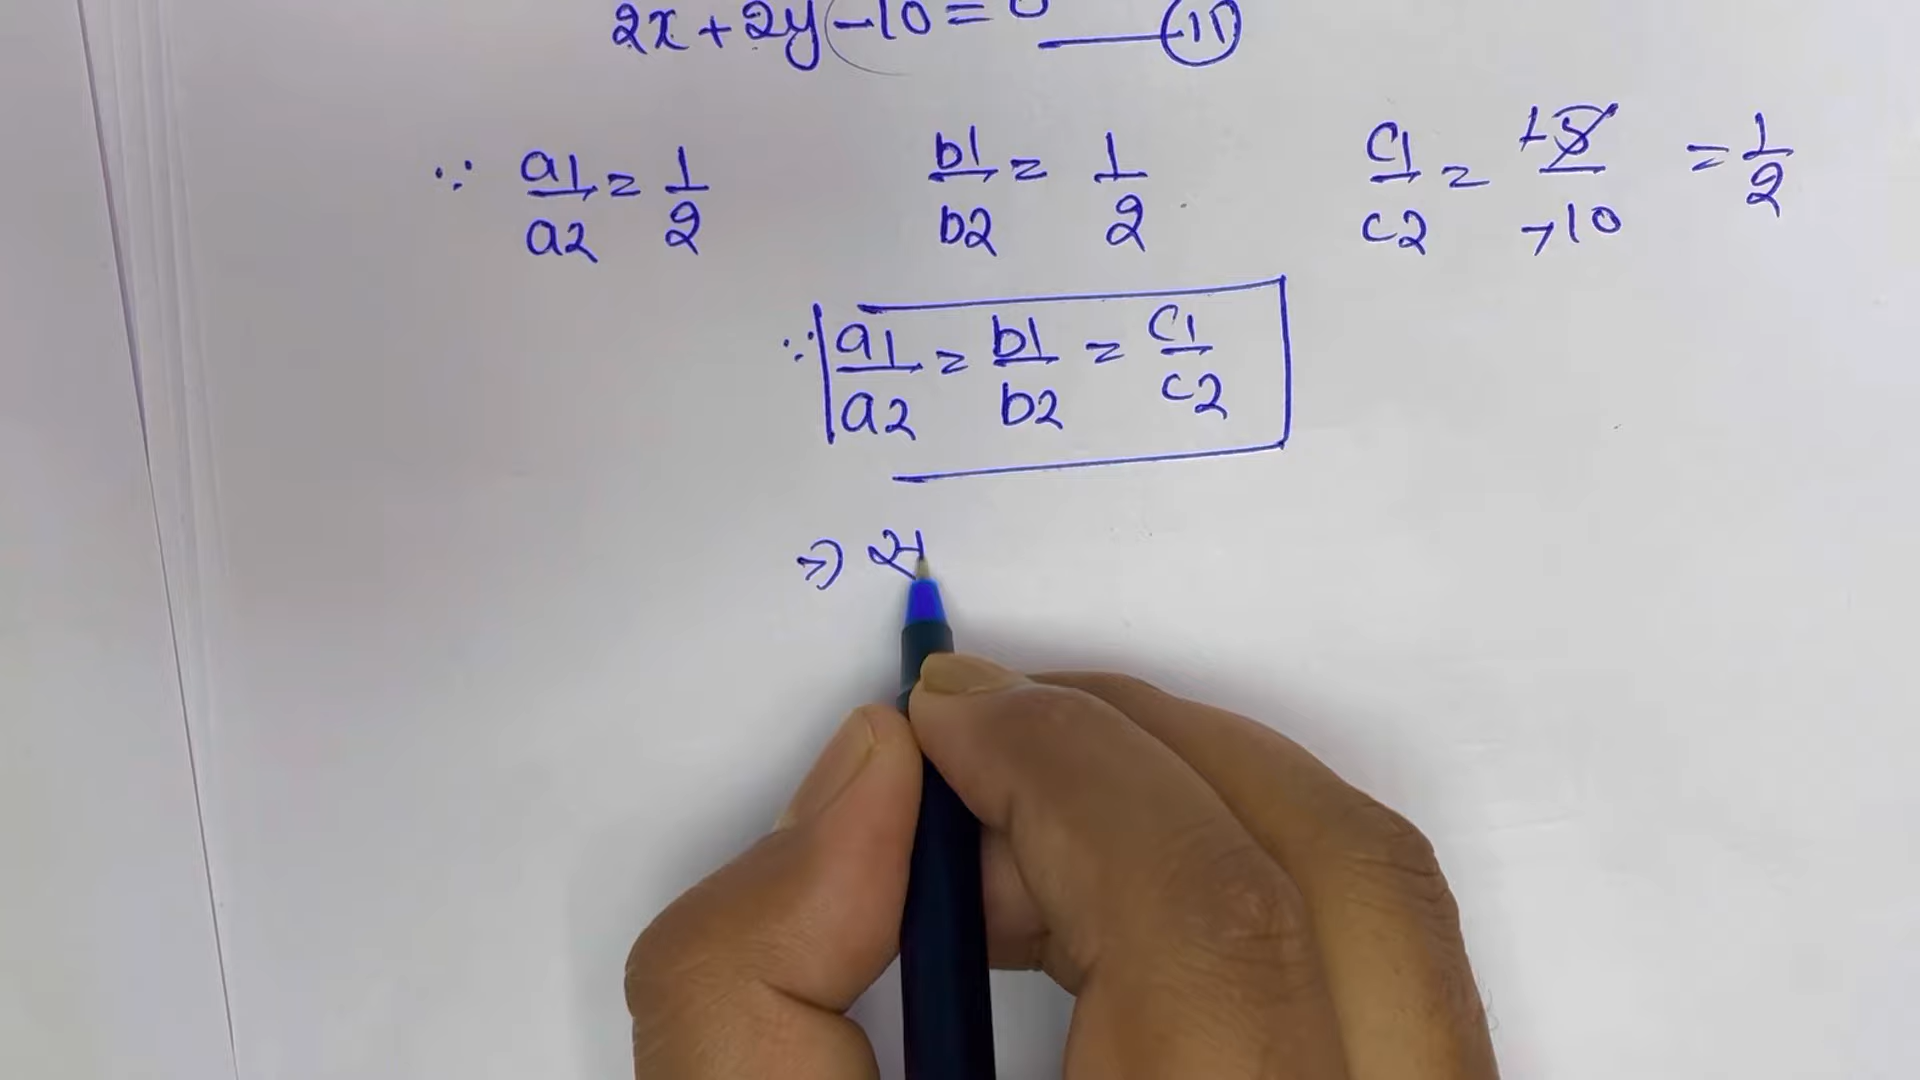 2x + 2y - 10 = 0 ——— (11)
∵ a1/a2 = 1/2 b1/b2 = 1/2 c1/c2 = +5/-10 = 1/2
∵ a1/a2 = b1/b2 = c1/c2
⇒ स